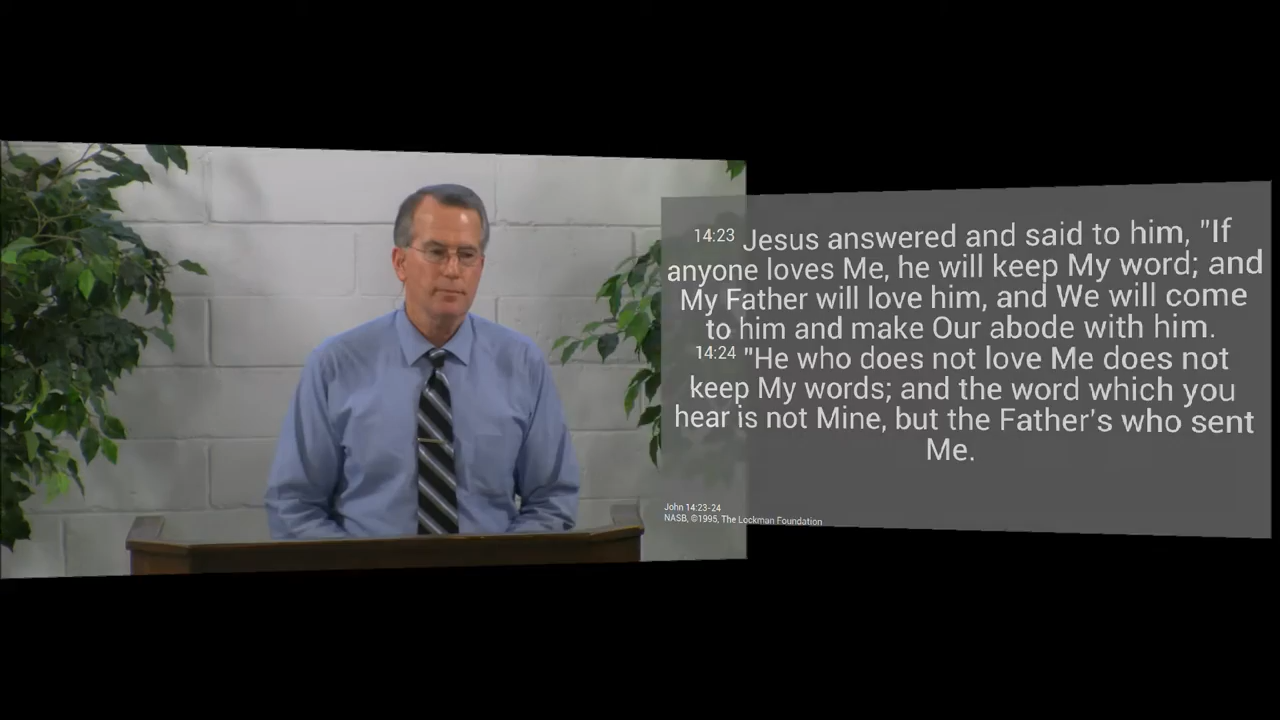 14:23 Jesus answered and said to him, "If
anyone loves Me, he will keep My word; and
My Father will love him, and We will come
to him and make Our abode with him.
14:24 "He who does not love Me does not
keep My words; and the word which you
hear is not Mine, but the Father's who sent
Me.
John 14:23-24
NASB, ©1995, The Lockman Foundation